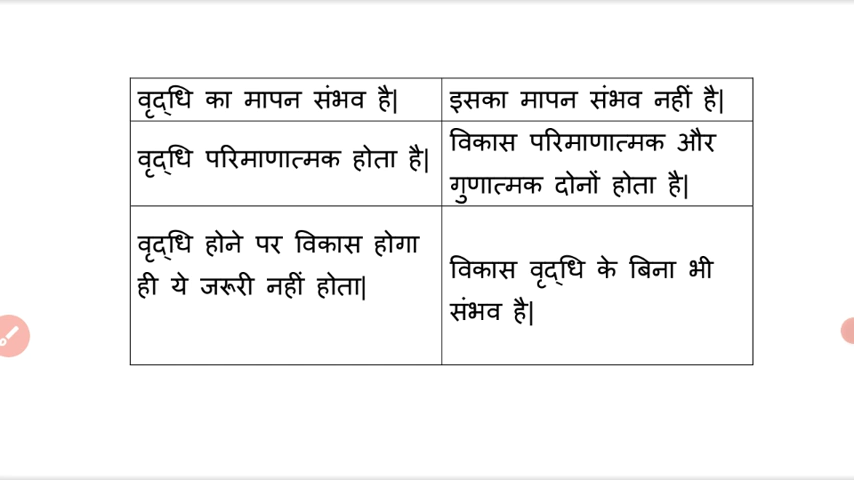 वृद्धि का मापन संभव है|
इसका मापन संभव नहीं है|
वृद्धि परिमाणात्मक होता है|
विकास परिमाणात्मक और
गुणात्मक दोनों होता है|
वृद्धि होने पर विकास होगा
ही ये जरूरी नहीं होता|
विकास वृद्धि के बिना भी
संभव है|